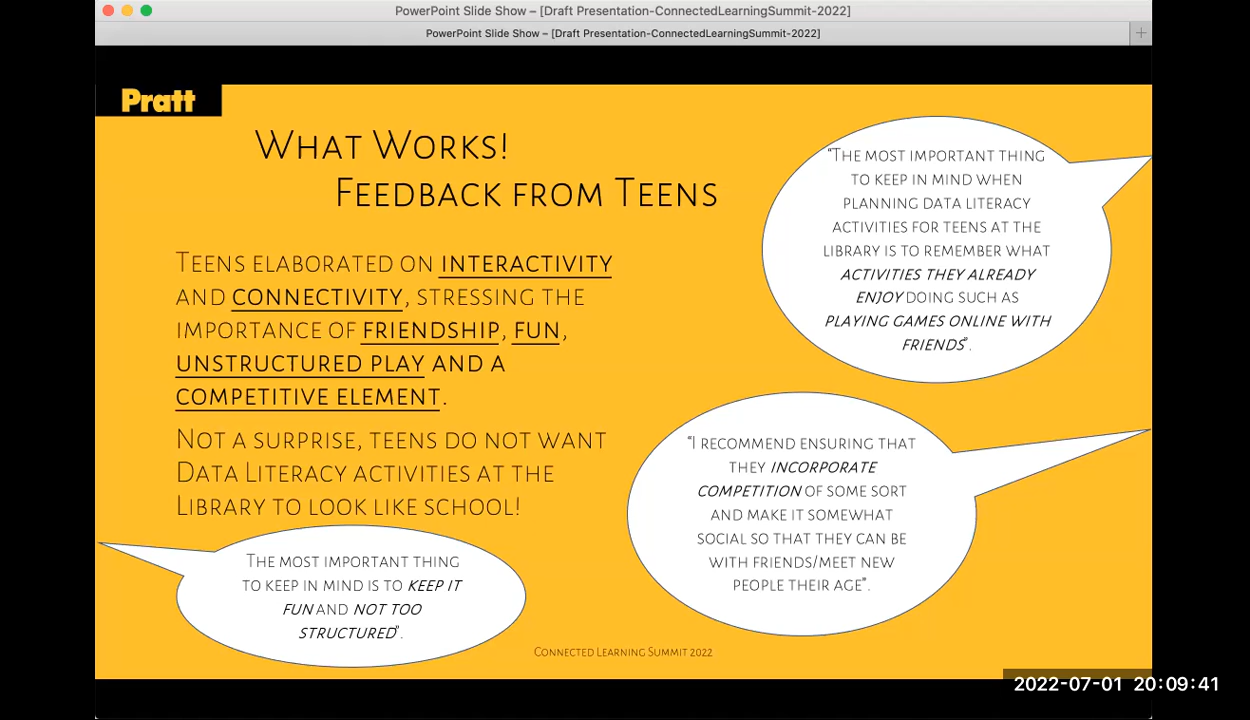 PowerPoint Slide Show – [Draft Presentation-ConnectedLearningSummit-2022]
PowerPoint Slide Show – [Draft Presentation-ConnectedLearningSummit-2022]
Pratt
What Works!
Feedback from Teens
Teens elaborated on interactivity
and connectivity, stressing the
importance of friendship, fun,
unstructured play and a
competitive element.
Not a surprise, teens do not want
Data Literacy activities at the
Library to look like school!
"The most important thing
to keep in mind when
planning data literacy
activities for teens at the
library is to remember what
activities they already
enjoy doing such as
playing games online with
friends".
"I recommend ensuring that
they incorporate
competition of some sort
and make it somewhat
social so that they can be
with friends/meet new
people their age".
The most important thing
to keep in mind is to keep it
fun and not too
structured".
Connected Learning Summit 2022
2022-07-01 20:09:41